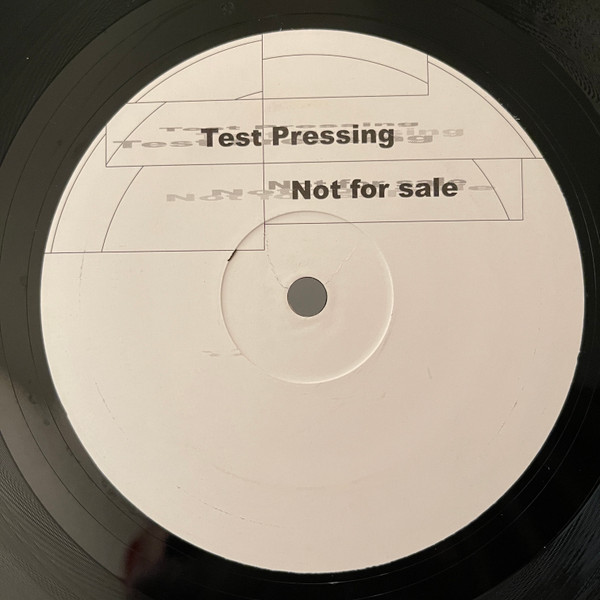 Test Pressing
Not for sale